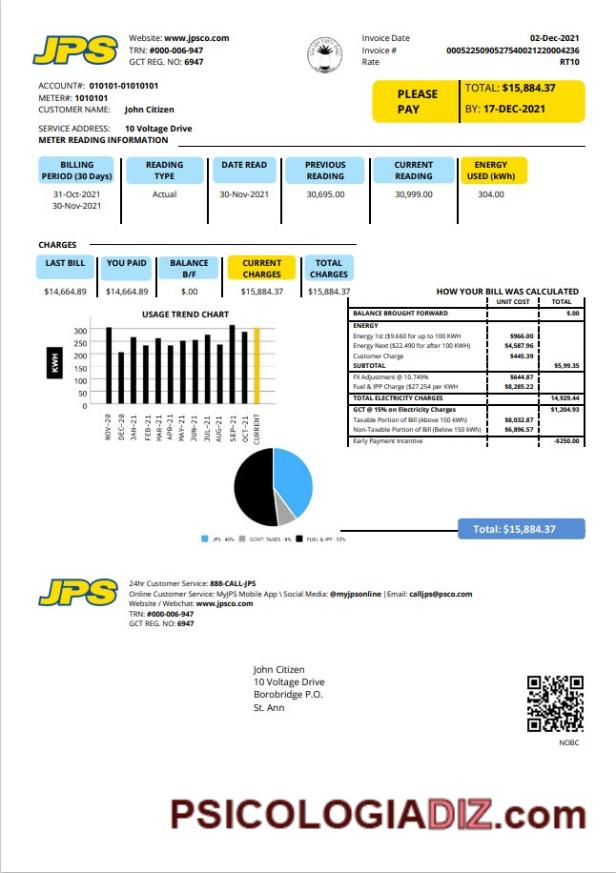 JPS
Website: www.jpsco.com
TRN: #000-006-947
GCT REG. NO: 6947
Invoice Date 02-Dec-2021
Invoice # 0005225090527540021220004236
Rate RT10
ACCOUNT#: 010101-01010101
METER#: 1010101
CUSTOMER NAME: John Citizen
SERVICE ADDRESS: 10 Voltage Drive
PLEASE PAY
TOTAL: $15,884.37
BY: 17-DEC-2021
METER READING INFORMATION
BILLING PERIOD (30 Days) READING TYPE DATE READ PREVIOUS READING CURRENT READING ENERGY USED (kWh)
31-Oct-2021 Actual 30-Nov-2021 30,695.00 30,999.00 304.00
30-Nov-2021
CHARGES
LAST BILL YOU PAID BALANCE B/F CURRENT CHARGES TOTAL CHARGES
$14,664.89 $14,664.89 $.00 $15,884.37 $15,884.37
HOW YOUR BILL WAS CALCULATED
UNIT COST TOTAL
BALANCE BROUGHT FORWARD $.00
ENERGY
Energy 1st ($9.660 for up to 100 KWH $966.00
Energy Next ($22.490 for after 100 KWH) $4,587.96
Customer Charge $445.39
SUBTOTAL $5,99.35
FX Adjustment @ 10.749% $644.87
Fuel & IPP Charge ($27.254 per KWH $8,285.22
TOTAL ELECTRICITY CHARGES 14,929.44
GCT @ 15% on Electricity Charges $1,204.93
Taxable Portion of Bill (Above 150 kWh) $8,032.87
Non-Taxable Portion of Bill (Below 150 kWh) $6,896.57
Early Payment Incentive -$250.00
USAGE TREND CHART
KWH
300
250
200
150
100
50
0
NOV-20 DEC-20 JAN-21 FEB-21 MAR-21 APR-21 MAY-21 JUN-21 JUL-21 AUG-21 SEP-21 OCT-21 CURRENT
JPS - 40% GOVT. TAXES - 8% FUEL & IPP - 52%
Total: $15,884.37
JPS
24hr Customer Service: 888-CALL-JPS
Online Customer Service: MyJPS Mobile App \ Social Media: @myjpsonline |Email: calljps@psco.com
Website / Webchat: www.jpsco.com
TRN: #000-006-947
GCT REG. NO: 6947
John Citizen
10 Voltage Drive
Borobridge P.O.
St. Ann
NOBC
PSICOLOGIADIZ.com